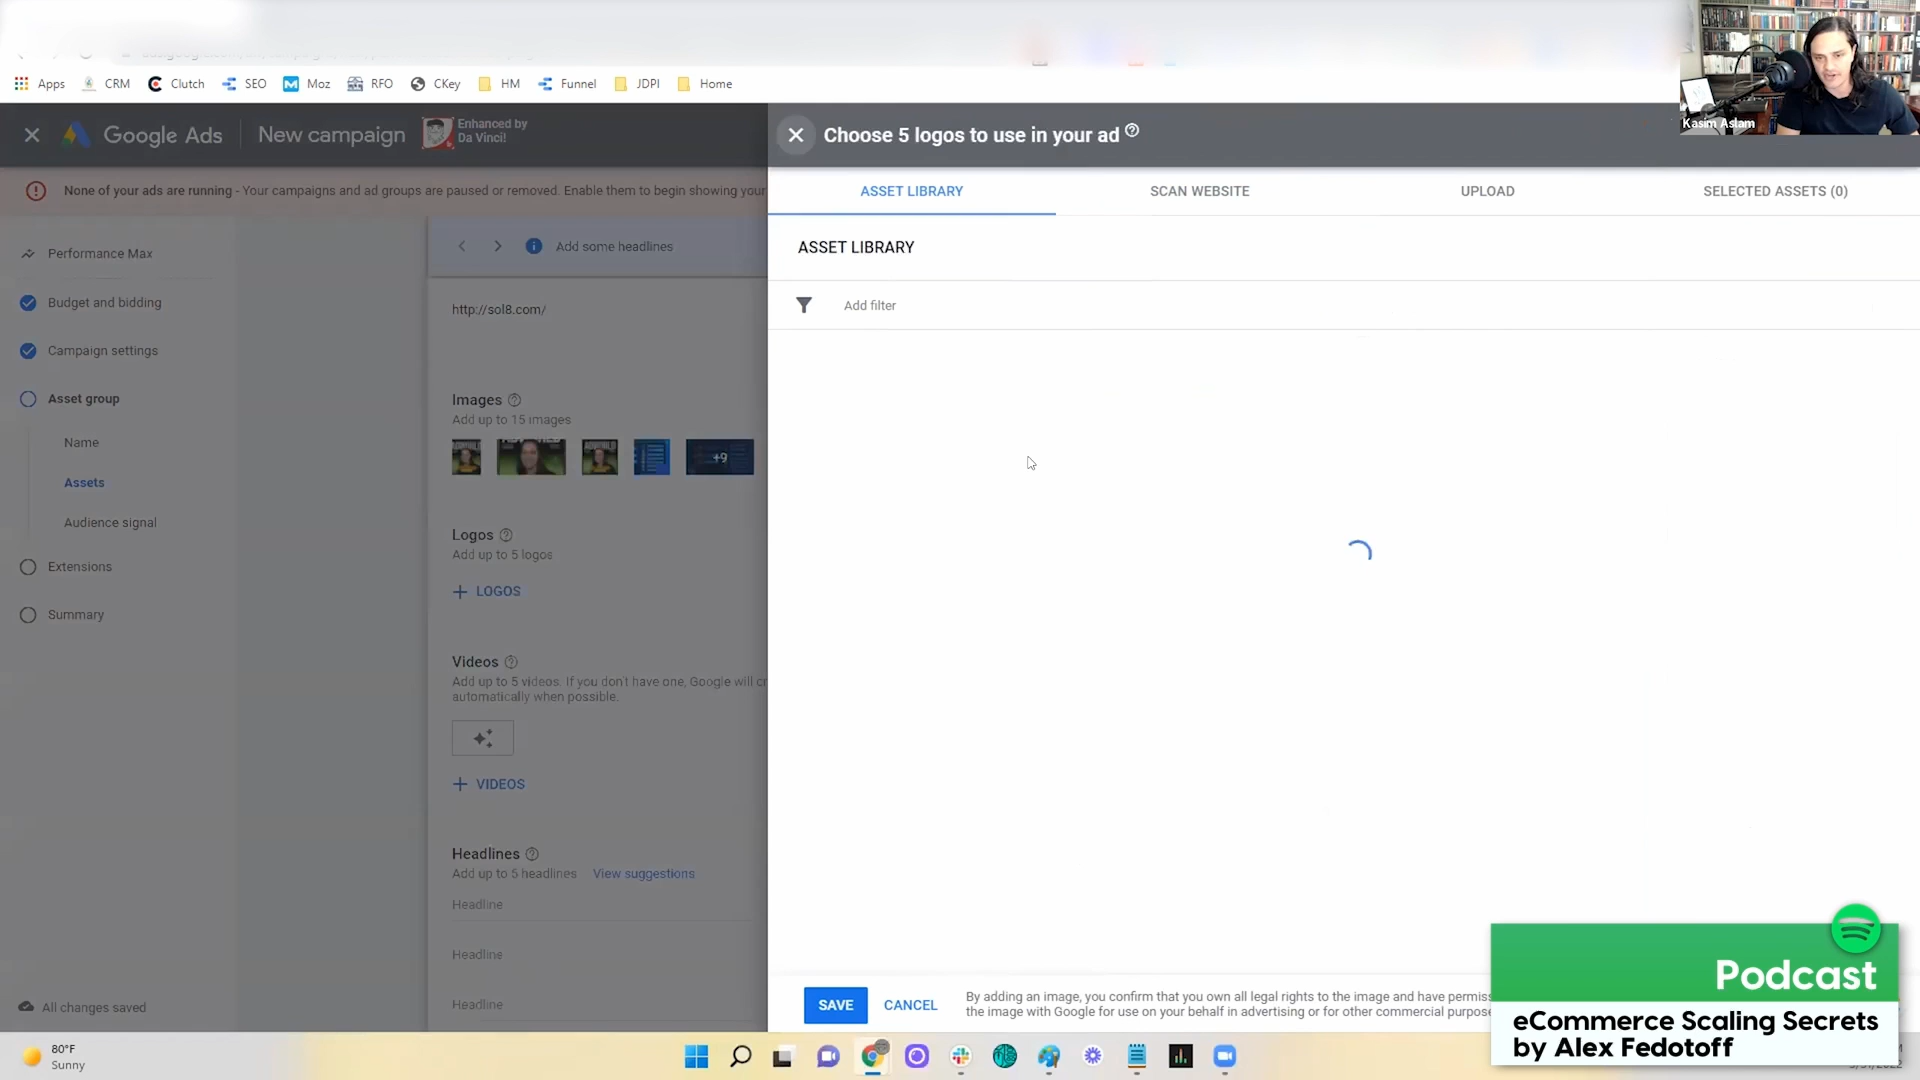 Apps
CRM
Clutch
SEO
Moz
RFO
CKey
HM
Funnel
JDPI
Home
Kasim Aslam
Google Ads
New campaign
Enhanced by
Da Vinci!
Choose 5 logos to use in your ad
None of your ads are running - Your campaigns and ad groups are paused or removed. Enable them to begin showing your
ASSET LIBRARY
SCAN WEBSITE
UPLOAD
SELECTED ASSETS (0)
Performance Max
Budget and bidding
Campaign settings
Asset group
Name
Assets
Audience signal
Extensions
Summary
All changes saved
Add some headlines
http://sol8.com/
Images
Add up to 15 images
+9
Logos
Add up to 5 logos
+ LOGOS
Videos
Add up to 5 videos. If you don't have one, Google will cr
automatically when possible.
+ VIDEOS
Headlines
Add up to 5 headlines View suggestions
Headline
Headline
Headline
ASSET LIBRARY
Add filter
SAVE
CANCEL
By adding an image, you confirm that you own all legal rights to the image and have permis
the image with Google for use on your behalf in advertising or for other commercial purpose
Podcast
eCommerce Scaling Secrets
by Alex Fedotoff
80°F
Sunny